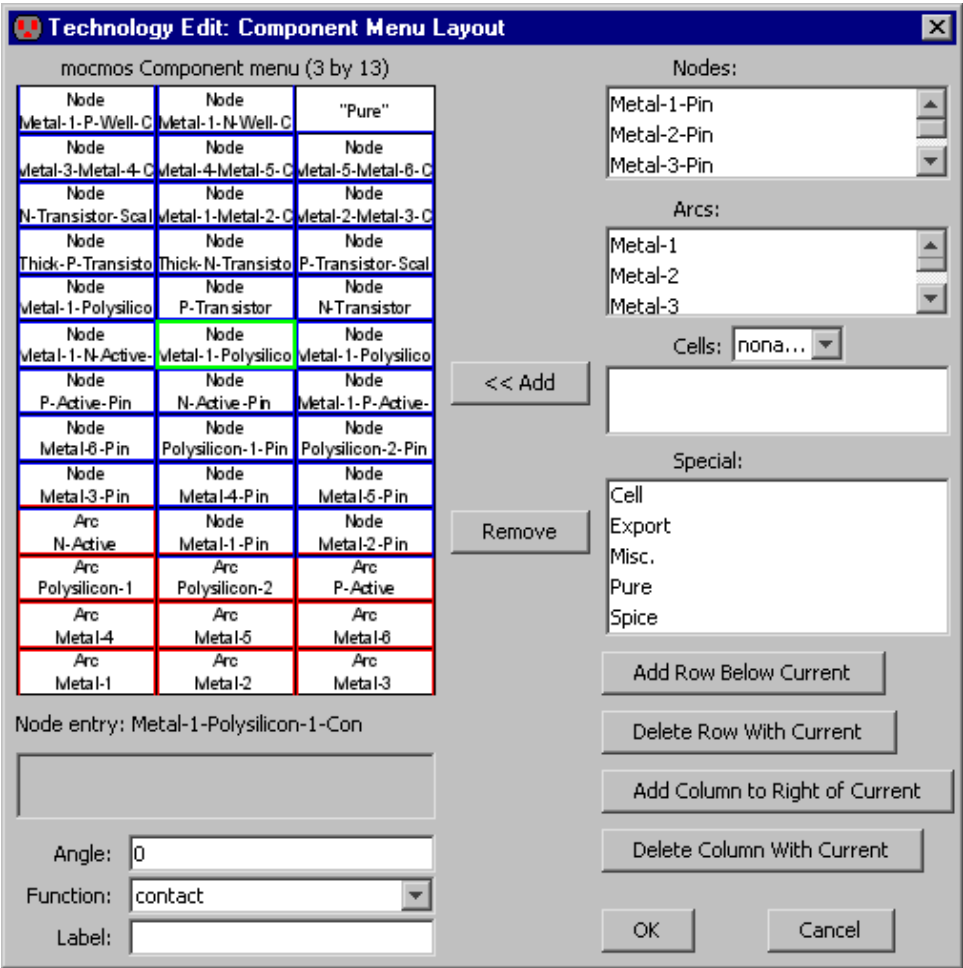 Technology Edit: Component Menu Layout
mocmos Component menu (3 by 13)
Node Node "Pure"
Metal-1-P-Well-C Metal-1-N-Well-C
Node Node Node
Metal-3-Metal-4-C Metal-4-Metal-5-C Metal-5-Metal-6-C
Node Node Node
N-Transistor-Scal Metal-1-Metal-2-C Metal-2-Metal-3-C
Node Node Node
Thick-P-Transisto Thick-N-Transisto P-Transistor-Scal
Node Node Node
Metal-1-Polysilico P-Transistor N-Transistor
Node Node Node
Metal-1-N-Active- Metal-1-Polysilico Metal-1-Polysilico
Node Node Node
P-Active-Pin N-Active-Pin Metal-1-P-Active-
Node Node Node
Metal-6-Pin Polysilicon-1-Pin Polysilicon-2-Pin
Node Node Node
Metal-3-Pin Metal-4-Pin Metal-5-Pin
Arc Node Node
N-Active Metal-1-Pin Metal-2-Pin
Arc Arc Arc
Polysilicon-1 Polysilicon-2 P-Active
Arc Arc Arc
Metal-4 Metal-5 Metal-6
Arc Arc Arc
Metal-1 Metal-2 Metal-3
Node entry: Metal-1-Polysilicon-1-Con
Angle: 0
Function: contact
Label:
<< Add
Remove
Nodes:
Metal-1-Pin
Metal-2-Pin
Metal-3-Pin
Arcs:
Metal-1
Metal-2
Metal-3
Cells: nona...
Special:
Cell
Export
Misc.
Pure
Spice
Add Row Below Current
Delete Row With Current
Add Column to Right of Current
Delete Column With Current
OK Cancel